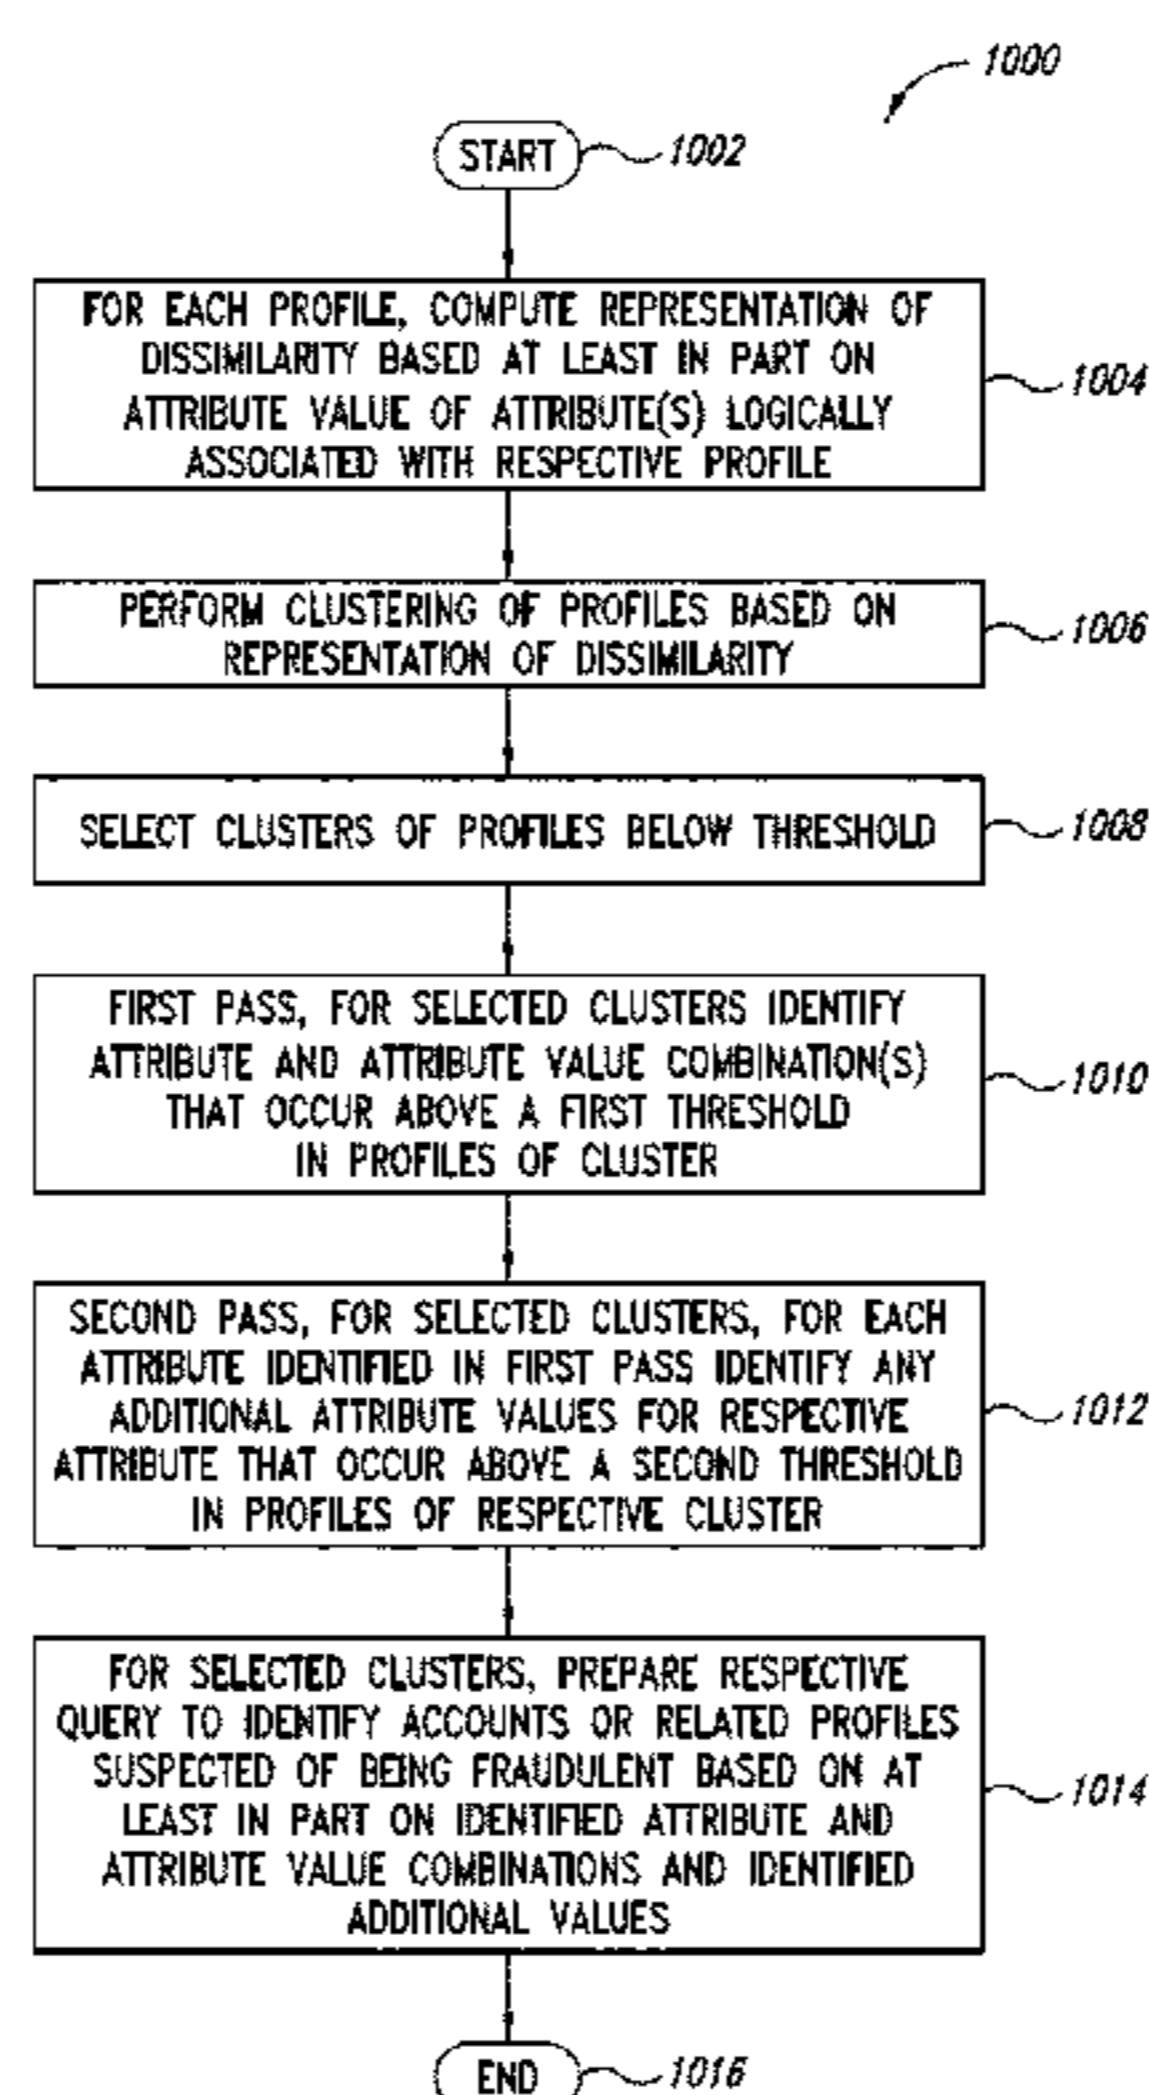 1000
START
1002
FOR EACH PROFILE, COMPUTE REPRESENTATION OF
DISSIMILARITY BASED AT LEAST IN PART ON
ATTRIBUTE VALUE OF ATTRIBUTE(S) LOGICALLY
ASSOCIATED WITH RESPECTIVE PROFILE
1004
PERFORM CLUSTERING OF PROFILES BASED ON
REPRESENTATION OF DISSIMILARITY
1006
SELECT CLUSTERS OF PROFILES BELOW THRESHOLD
1008
FIRST PASS, FOR SELECTED CLUSTERS IDENTIFY
ATTRIBUTE AND ATTRIBUTE VALUE COMBINATION(S)
THAT OCCUR ABOVE A FIRST THRESHOLD
IN PROFILES OF CLUSTER
1010
SECOND PASS, FOR SELECTED CLUSTERS, FOR EACH
ATTRIBUTE IDENTIFIED IN FIRST PASS IDENTIFY ANY
ADDITIONAL ATTRIBUTE VALUES FOR RESPECTIVE
ATTRIBUTE THAT OCCUR ABOVE A SECOND THRESHOLD
IN PROFILES OF RESPECTIVE CLUSTER
1012
FOR SELECTED CLUSTERS, PREPARE RESPECTIVE
QUERY TO IDENTIFY ACCOUNTS OR RELATED PROFILES
SUSPECTED OF BEING FRAUDULENT BASED ON AT
LEAST IN PART ON IDENTIFIED ATTRIBUTE AND
ATTRIBUTE VALUE COMBINATIONS AND IDENTIFIED
ADDITIONAL VALUES
1014
END
1016